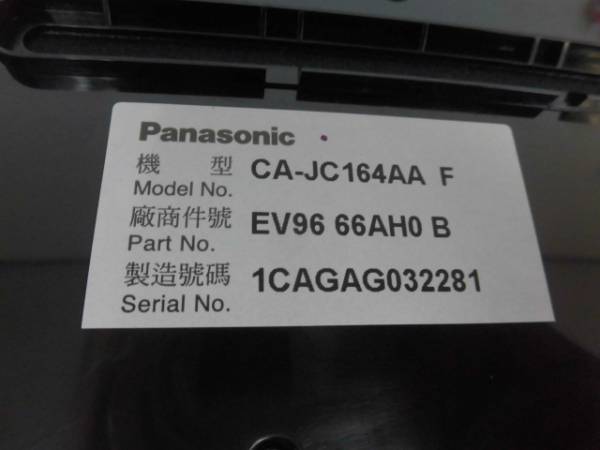 Panasonic
機 型 CA-JC164AA F
Model No.
廠商件號 EV96 66AH0 B
Part No.
製造號碼 1CAGAG032281
Serial No.